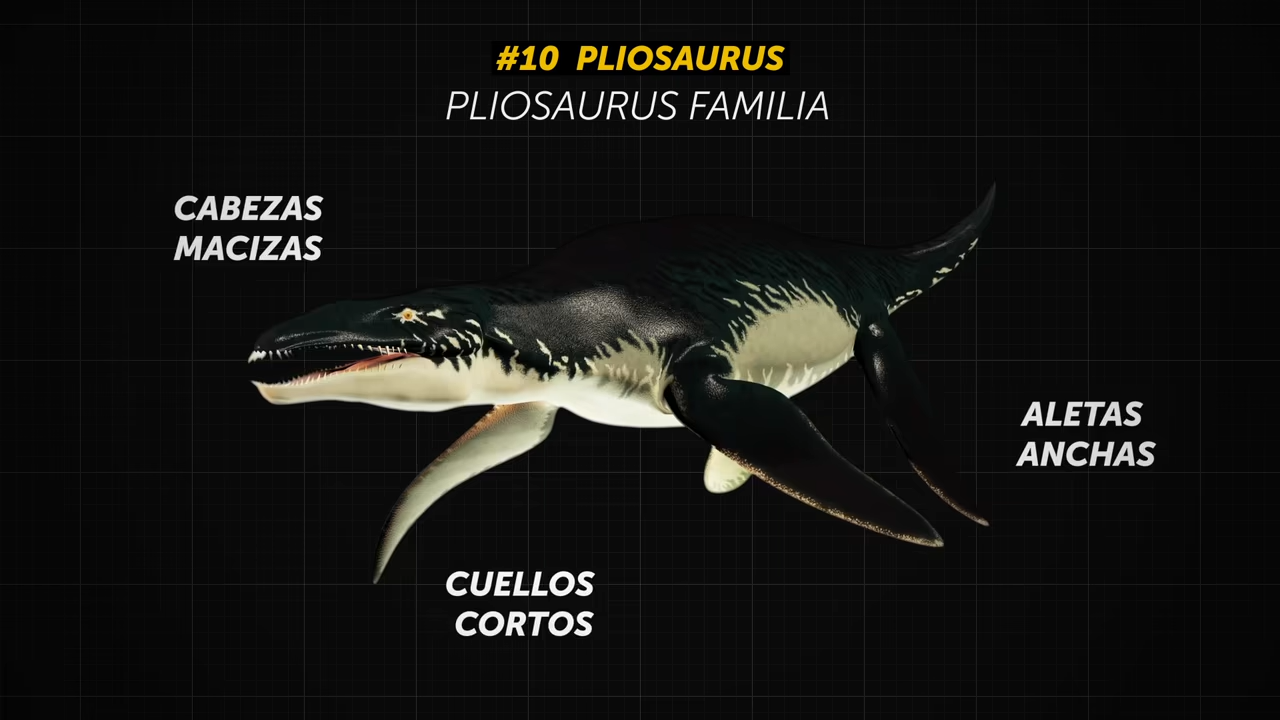 #10 PLIOSAURUS
PLIOSAURUS FAMILIA
CABEZAS
MACIZAS
ALETAS
ANCHAS
CUELLOS
CORTOS